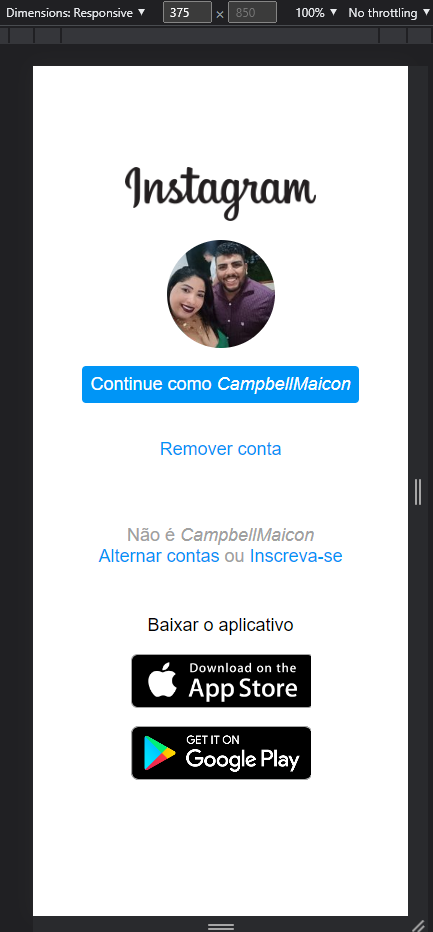 Dimensions: Responsive 375 × 850 100% No throttling
Instagram
Continue como CampbellMaicon
Remover conta
Não é CampbellMaicon
Alternar contas ou Inscreva-se
Baixar o aplicativo
Download on the
App Store
GET IT ON
Google Play